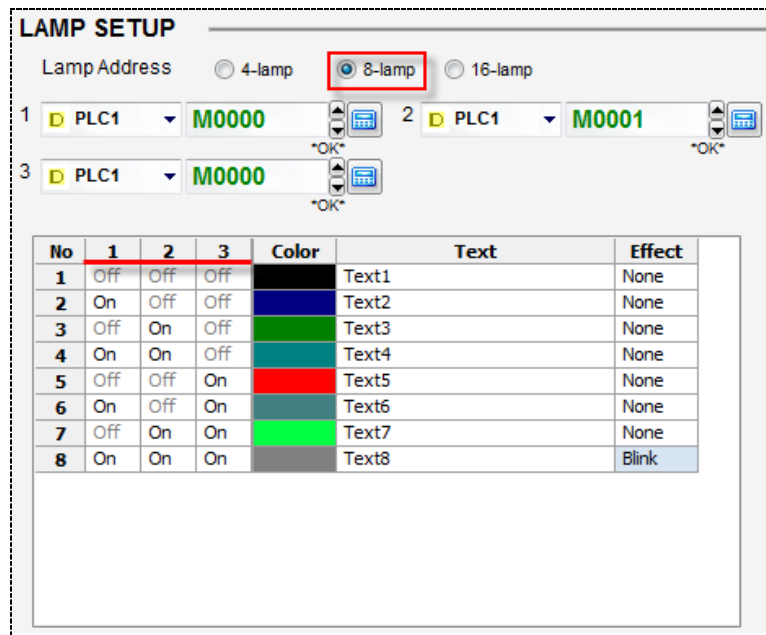 LAMP SETUP
Lamp Address 4-lamp 8-lamp 16-lamp
1 D PLC1 M0000 2 D PLC1 M0001
*OK* *OK*
3 D PLC1 M0000
*OK*
No 1 2 3 Color Text Effect
1 Off Off Off Text1 None
2 On Off Off Text2 None
3 Off On Off Text3 None
4 On On Off Text4 None
5 Off Off On Text5 None
6 On Off On Text6 None
7 Off On On Text7 None
8 On On On Text8 Blink